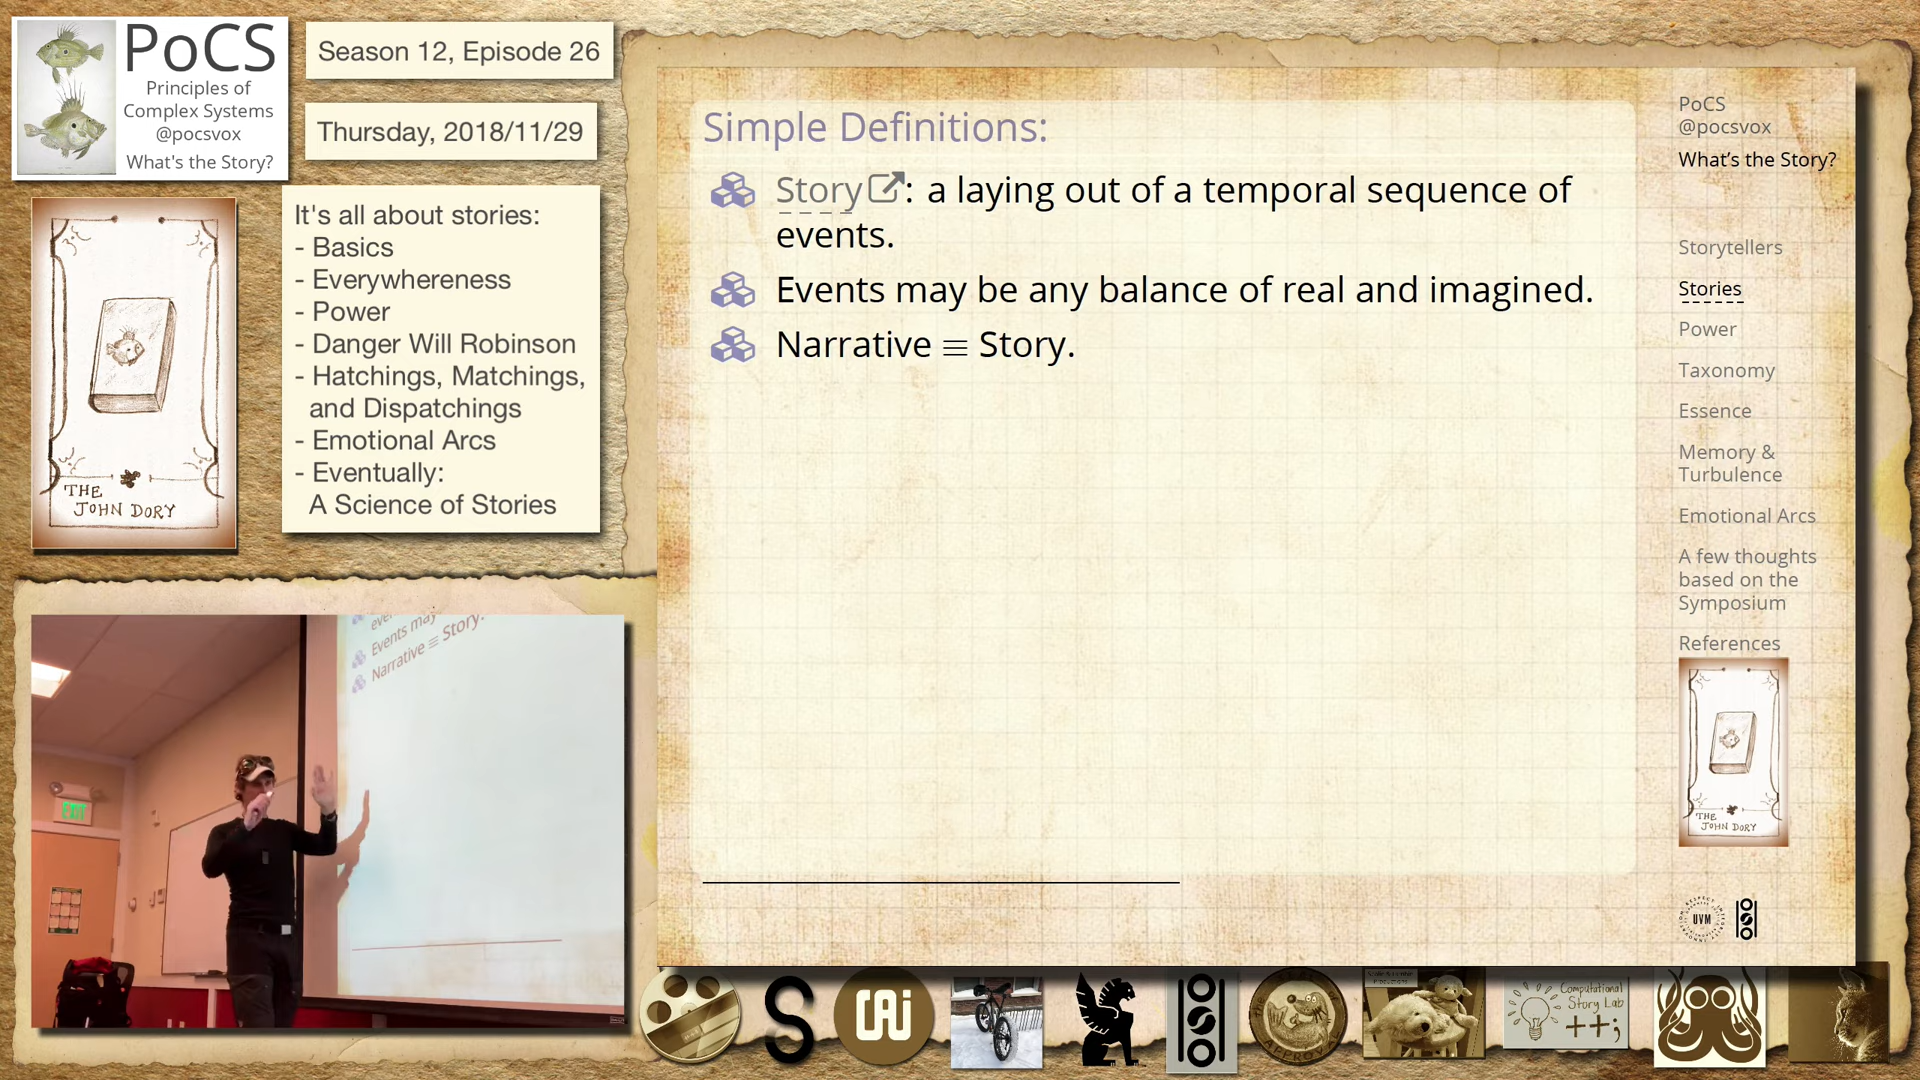 PoCS
Principles of
Complex Systems
@pocsvox
What's the Story?
Season 12, Episode 26
Thursday, 2018/11/29
It's all about stories:
- Basics
- Everywhereness
- Power
- Danger Will Robinson
- Hatchings, Matchings,
and Dispatchings
- Emotional Arcs
- Eventually:
A Science of Stories
THE
JOHN DORY
Simple Definitions:
Story: a laying out of a temporal sequence of
events.
Events may be any balance of real and imagined.
Narrative ≡ Story.
PoCS
@pocsvox
What's the Story?
Storytellers
Stories
Power
Taxonomy
Essence
Memory &
Turbulence
Emotional Arcs
A few thoughts
based on the
Symposium
References
THE
JOHN DORY
UVM
Events may
Narrative ≡ Story.
EXIT
Computational
Story Lab
++;